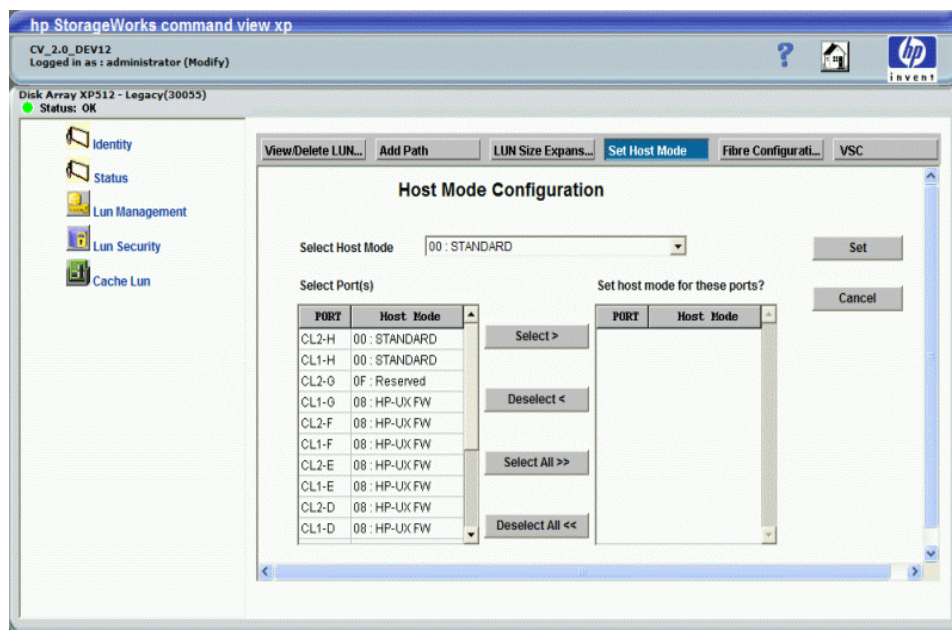 hp StorageWorks command view xp
CV_2.0_DEV12
Logged in as : administrator (Modify)
?
hp
invent
Disk Array XP512 - Legacy(30055)
Status: OK
Identity
Status
Lun Management
Lun Security
Cache Lun
View/Delete LUN... Add Path LUN Size Expans... Set Host Mode Fibre Configurati... VSC
Host Mode Configuration
Select Host Mode 00 : STANDARD Set
Select Port(s) Set host mode for these ports? Cancel
PORT Host Mode PORT Host Mode
CL2-H 00 : STANDARD Select >
CL1-H 00 : STANDARD
CL2-G 0F : Reserved
CL1-G 08 : HP-UX FW Deselect <
CL2-F 08 : HP-UX FW
CL1-F 08 : HP-UX FW
CL2-E 08 : HP-UX FW Select All >>
CL1-E 08 : HP-UX FW
CL2-D 08 : HP-UX FW
CL1-D 08 : HP-UX FW Deselect All <<